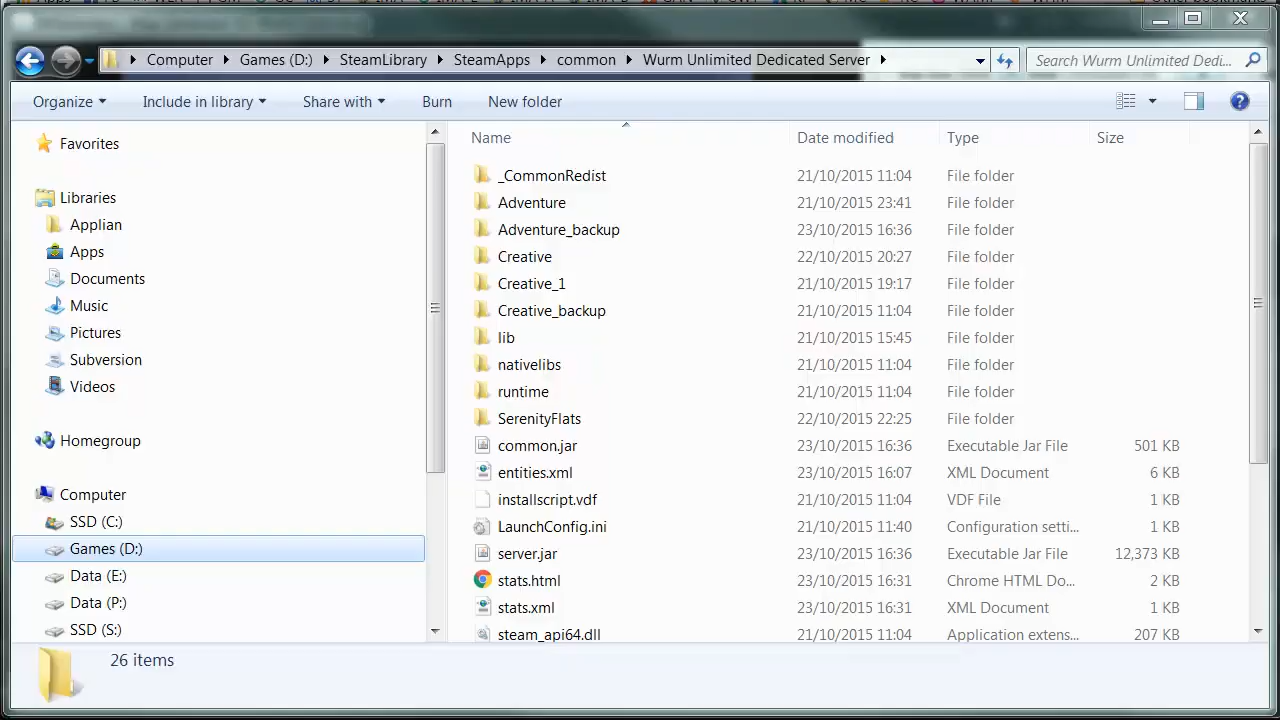 Computer Games (D:) SteamLibrary SteamApps common Wurm Unlimited Dedicated Server
Search Wurm Unlimited Dedi...
Organize Include in library Share with Burn New folder
Favorites
Libraries
Applian
Apps
Documents
Music
Pictures
Subversion
Videos
Homegroup
Computer
SSD (C:)
Games (D:)
Data (E:)
Data (P:)
SSD (S:)
Name Date modified Type Size
_CommonRedist 21/10/2015 11:04 File folder
Adventure 21/10/2015 23:41 File folder
Adventure_backup 23/10/2015 16:36 File folder
Creative 22/10/2015 20:27 File folder
Creative_1 21/10/2015 19:17 File folder
Creative_backup 21/10/2015 11:04 File folder
lib 21/10/2015 15:45 File folder
nativelibs 21/10/2015 11:04 File folder
runtime 21/10/2015 11:04 File folder
SerenityFlats 22/10/2015 22:25 File folder
common.jar 23/10/2015 16:36 Executable Jar File 501 KB
entities.xml 23/10/2015 16:07 XML Document 6 KB
installscript.vdf 21/10/2015 11:04 VDF File 1 KB
LaunchConfig.ini 21/10/2015 11:40 Configuration setti... 1 KB
server.jar 23/10/2015 16:36 Executable Jar File 12,373 KB
stats.html 23/10/2015 16:31 Chrome HTML Do... 2 KB
stats.xml 23/10/2015 16:31 XML Document 1 KB
steam_api64.dll 21/10/2015 11:04 Application extens... 207 KB
26 items